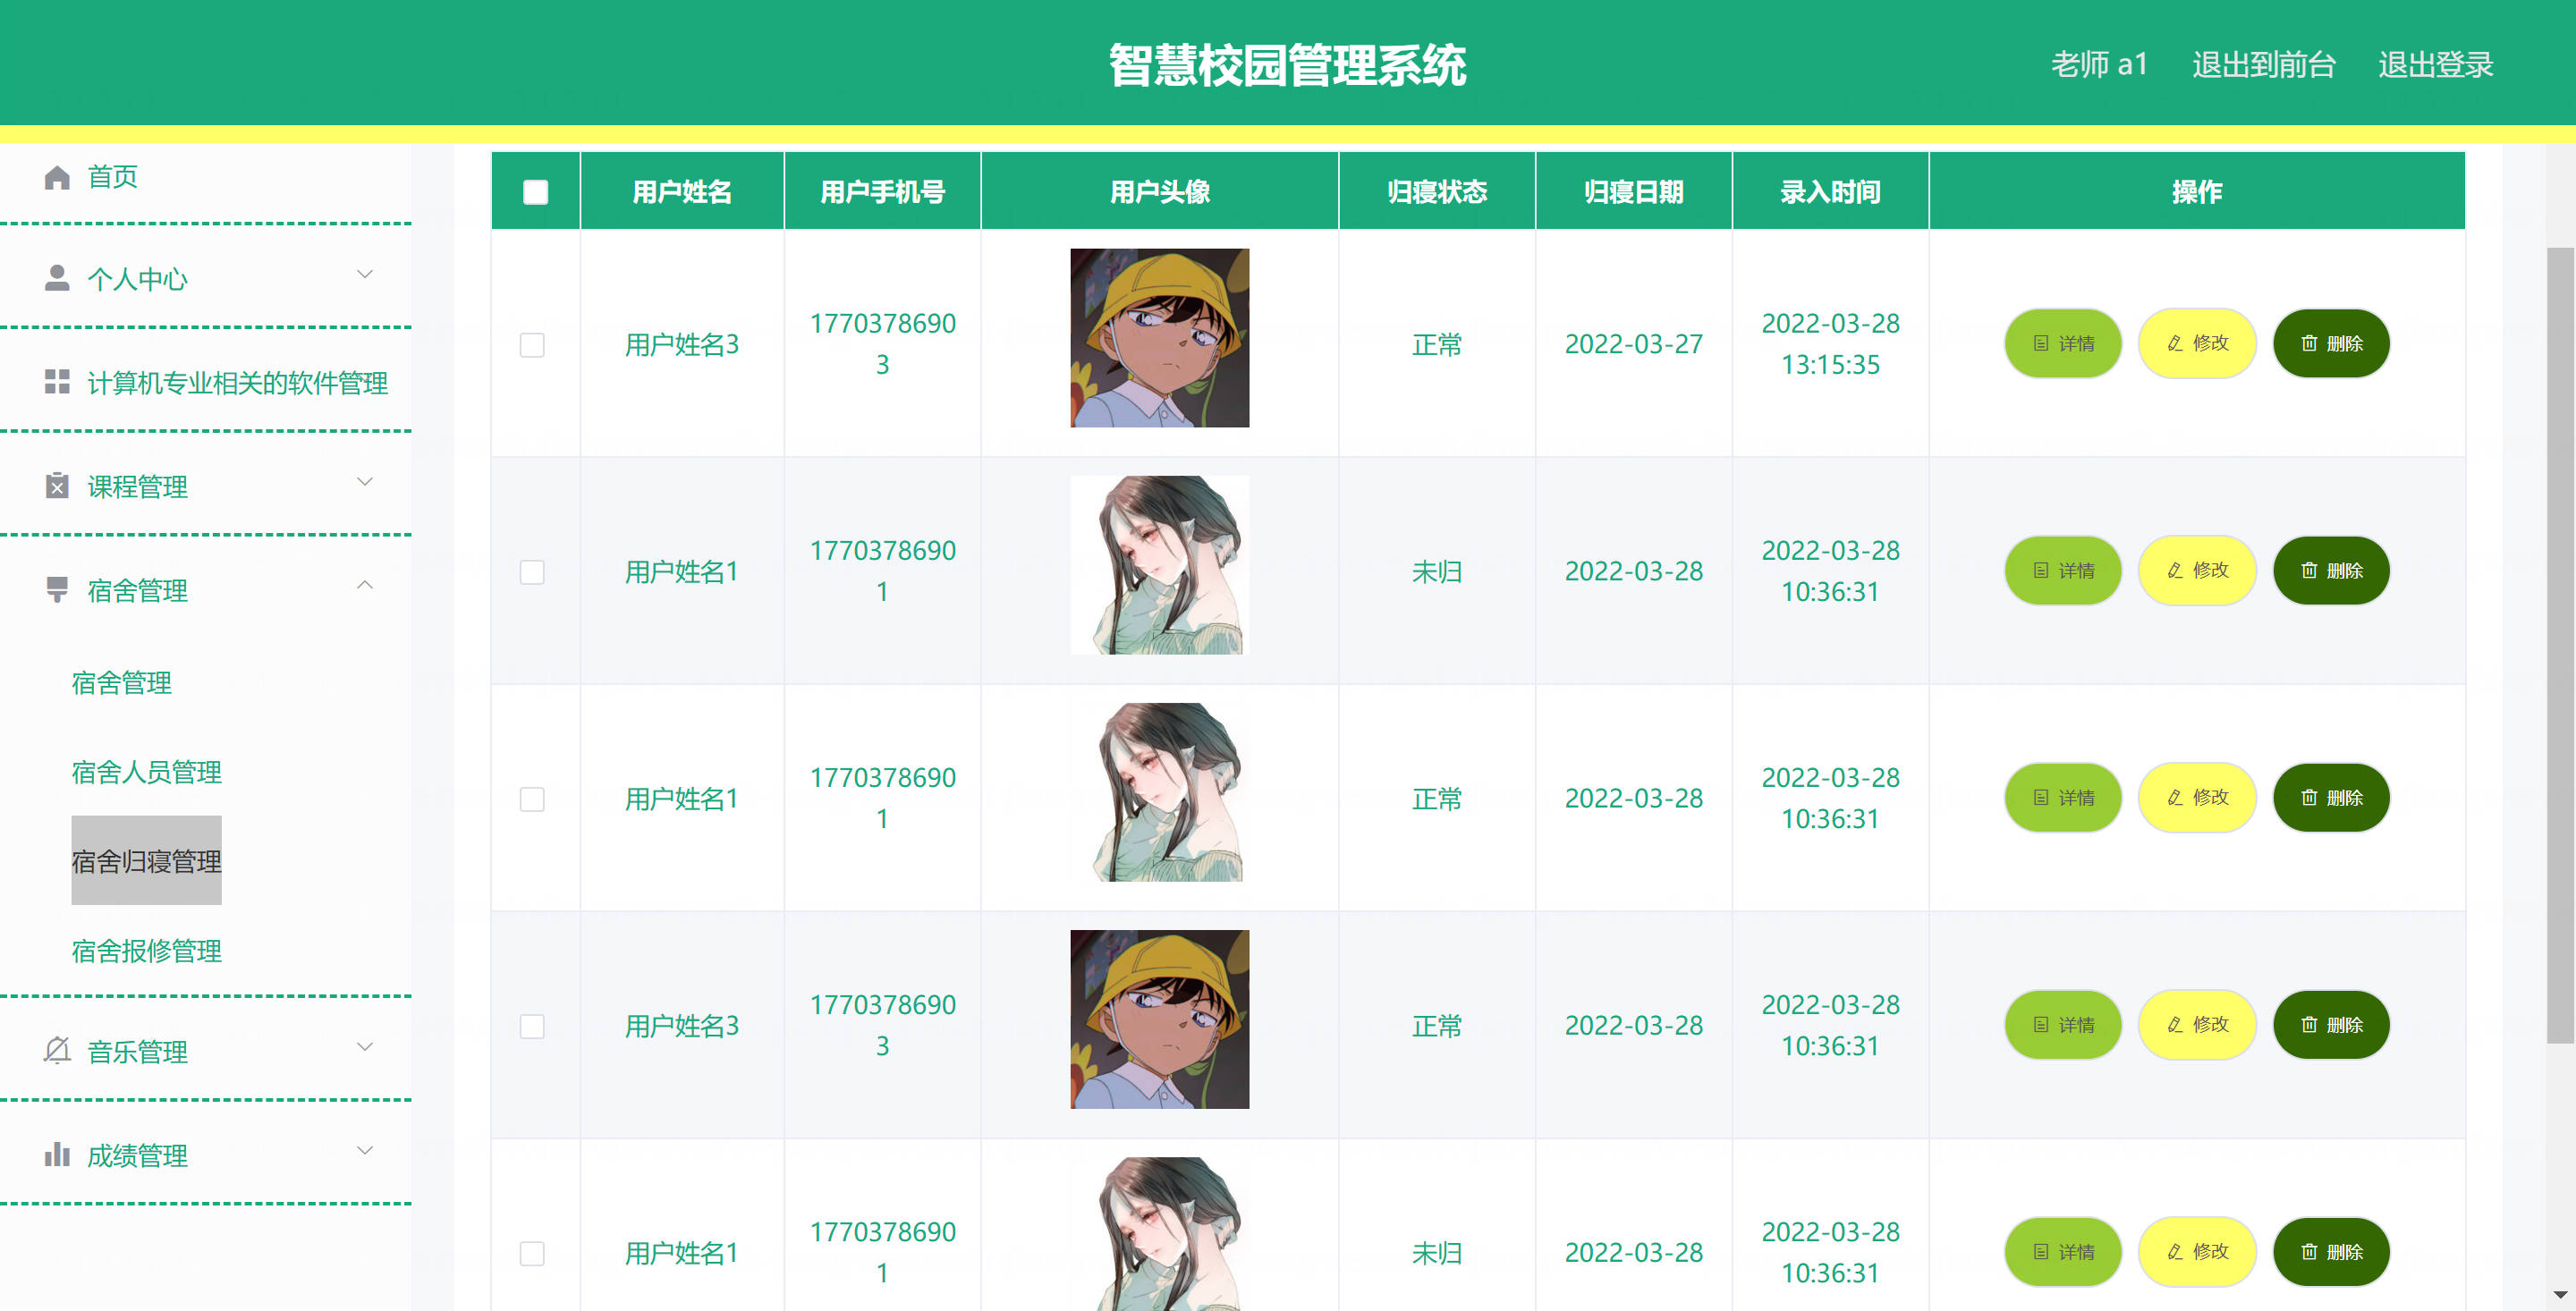 智慧校园管理系统
老师 a1 退出到前台 退出登录
首页
个人中心
计算机专业相关的软件管理
课程管理
宿舍管理
宿舍管理
宿舍人员管理
宿舍归寝管理
宿舍报修管理
音乐管理
成绩管理
用户姓名 用户手机号 用户头像 归寝状态 归寝日期 录入时间 操作
用户姓名3 1770378690 正常 2022-03-27 2022-03-28 详情 修改 删除
3 13:15:35
用户姓名1 1770378690 未归 2022-03-28 2022-03-28 详情 修改 删除
1 10:36:31
用户姓名1 1770378690 正常 2022-03-28 2022-03-28 详情 修改 删除
1 10:36:31
用户姓名3 1770378690 正常 2022-03-28 2022-03-28 详情 修改 删除
3 10:36:31
用户姓名1 1770378690 未归 2022-03-28 2022-03-28 详情 修改 删除
1 10:36:31